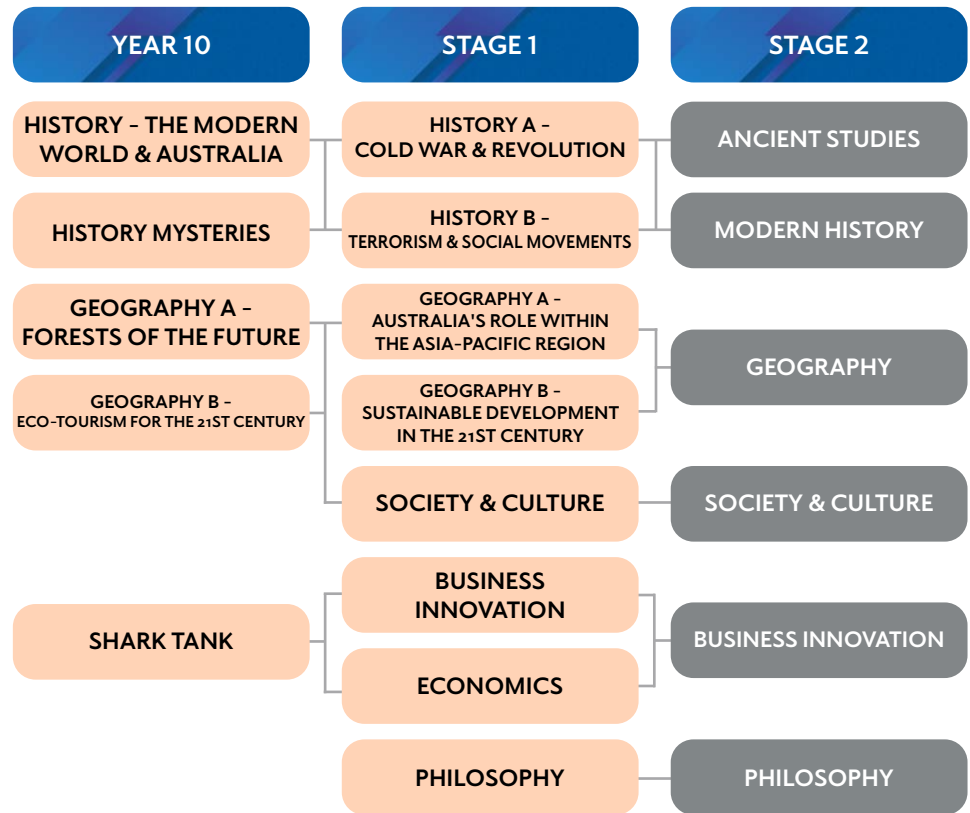 YEAR 10
STAGE 1
STAGE 2
HISTORY - THE MODERN
WORLD & AUSTRALIA
HISTORY A -
COLD WAR & REVOLUTION
ANCIENT STUDIES
HISTORY MYSTERIES
HISTORY B -
TERRORISM & SOCIAL MOVEMENTS
MODERN HISTORY
GEOGRAPHY A -
FORESTS OF THE FUTURE
GEOGRAPHY A -
AUSTRALIA'S ROLE WITHIN
THE ASIA-PACIFIC REGION
GEOGRAPHY
GEOGRAPHY B -
ECO-TOURISM FOR THE 21ST CENTURY
GEOGRAPHY B -
SUSTAINABLE DEVELOPMENT
IN THE 21ST CENTURY
SOCIETY & CULTURE
SOCIETY & CULTURE
SHARK TANK
BUSINESS
INNOVATION
BUSINESS INNOVATION
ECONOMICS
PHILOSOPHY
PHILOSOPHY